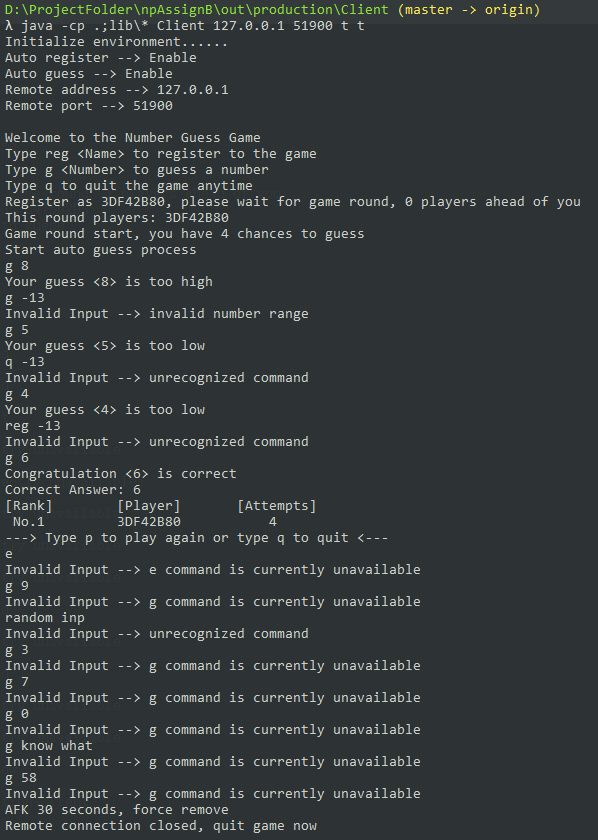 D:\ProjectFolder\npAssignB\out\production\Client (master -> origin)
λ java -cp .;lib\* Client 127.0.0.1 51900 t t
Initialize environment......
Auto register --> Enable
Auto guess --> Enable
Remote address --> 127.0.0.1
Remote port --> 51900
Welcome to the Number Guess Game
Type reg <Name> to register to the game
Type g <Number> to guess a number
Type q to quit the game anytime
Register as 3DF42B80, please wait for game round, 0 players ahead of you
This round players: 3DF42B80
Game round start, you have 4 chances to guess
Start auto guess process
g 8
Your guess <8> is too high
g -13
Invalid Input --> invalid number range
g 5
Your guess <5> is too low
q -13
Invalid Input --> unrecognized command
g 4
Your guess <4> is too low
reg -13
Invalid Input --> unrecognized command
g 6
Congratulation <6> is correct
Correct Answer: 6
[Rank] [Player] [Attempts]
No.1 3DF42B80 4
---> Type p to play again or type q to quit <---
e
Invalid Input --> e command is currently unavailable
g 9
Invalid Input --> g command is currently unavailable
random inp
Invalid Input --> unrecognized command
g 3
Invalid Input --> g command is currently unavailable
g 7
Invalid Input --> g command is currently unavailable
g 0
Invalid Input --> g command is currently unavailable
g know what
Invalid Input --> g command is currently unavailable
g 58
Invalid Input --> g command is currently unavailable
AFK 30 seconds, force remove
Remote connection closed, quit game now